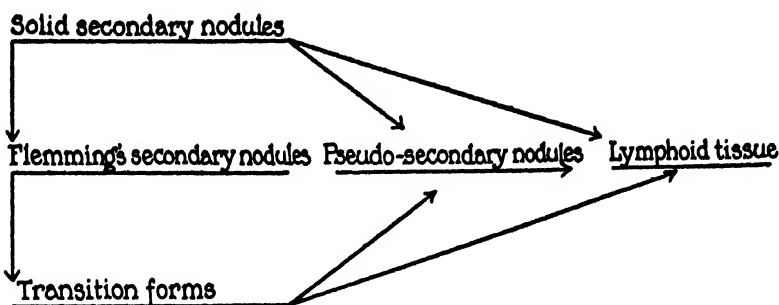 Solid secondary nodules
Flemming's secondary nodules Pseudo-secondary nodules Lymphoid tissue
Transition forms